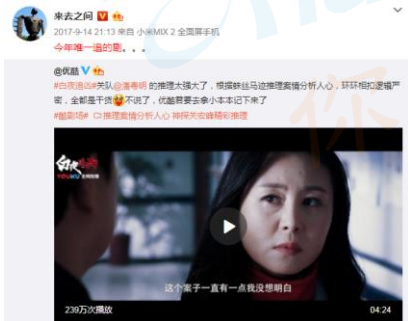 来去之间
2017-9-14 21:13 来自 小米MIX 2 全面屏手机
今年唯一追的剧。。。
@优酷
#白夜追凶#关队@潘粤明 的推理太强大了，根据蛛丝马迹推理案情分析人心，环环相扣逻辑严
密，全都是干货不说了，优酷君要去拿小本本记下来了
#酷剧场# 推理案情分析人心 神探关宏峰精彩推理
白夜追凶
YOUKU
这个案子一直有一点我没想明白
239万次播放
04:24
你